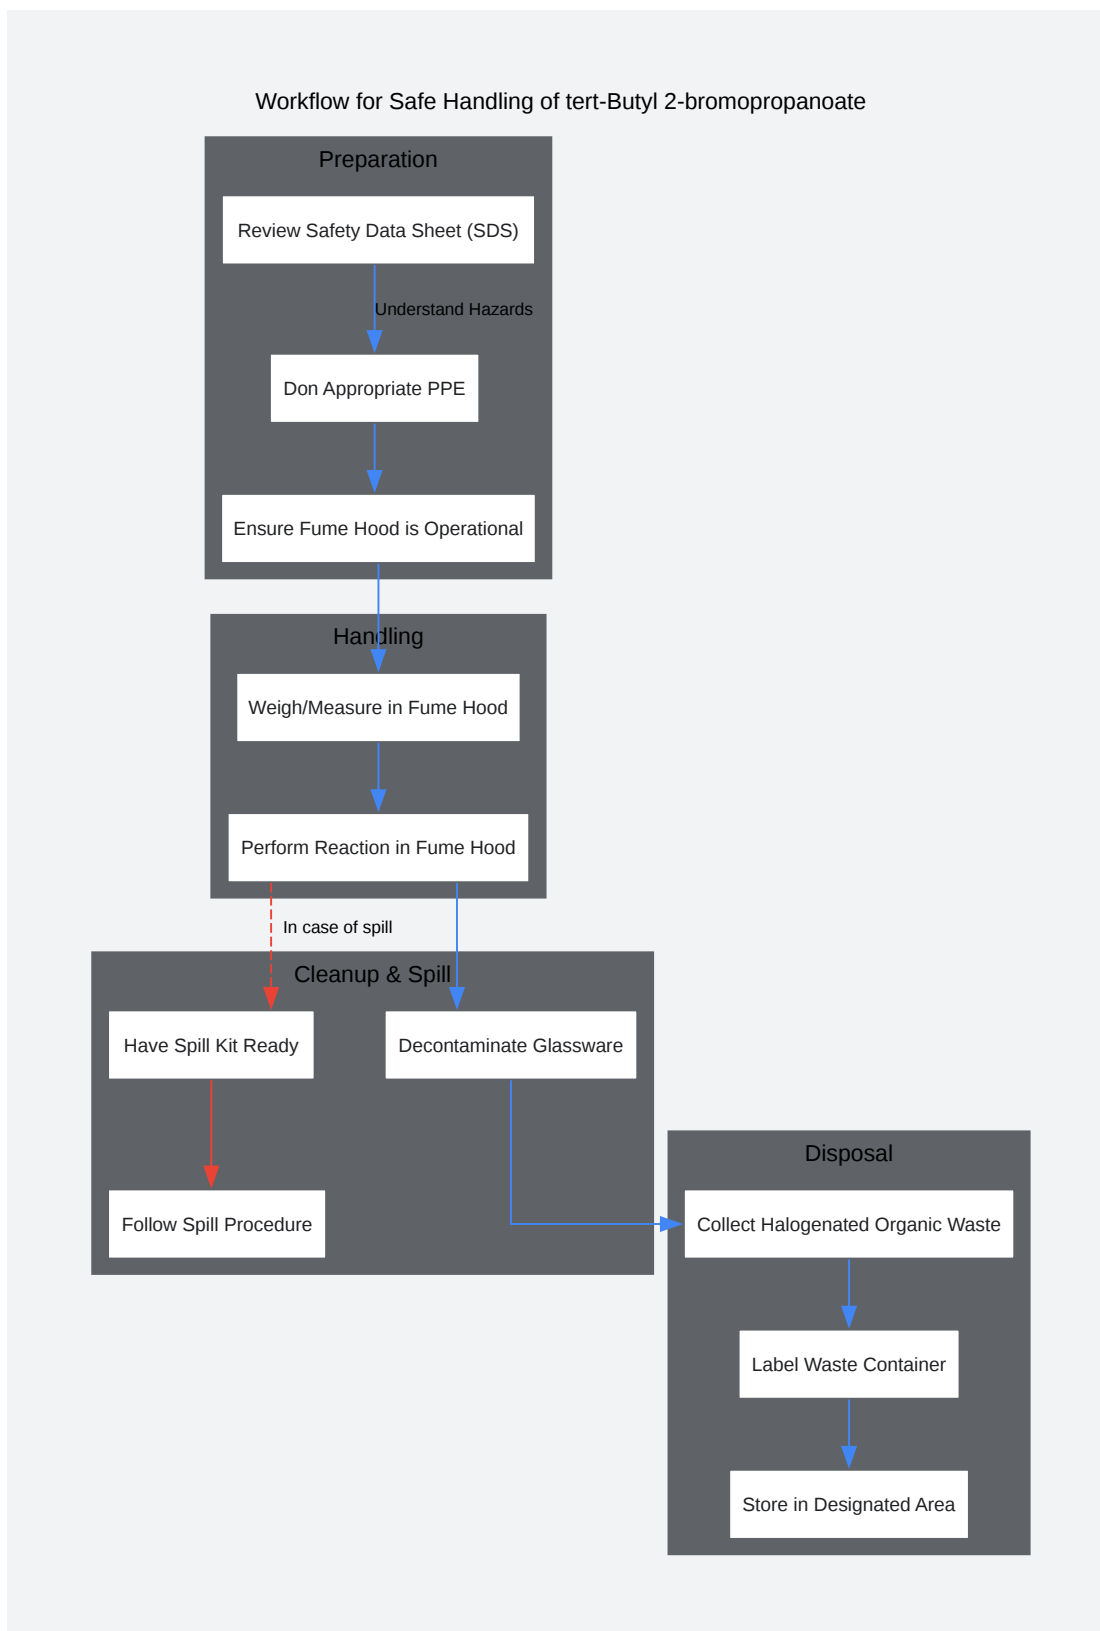 Workflow for Safe Handling of tert-Butyl 2-bromopropanoate
Preparation
Review Safety Data Sheet (SDS)
Understand Hazards
Don Appropriate PPE
Ensure Fume Hood is Operational
Handling
Weigh/Measure in Fume Hood
Perform Reaction in Fume Hood
In case of spill
Cleanup & Spill
Have Spill Kit Ready
Decontaminate Glassware
Follow Spill Procedure
Disposal
Collect Halogenated Organic Waste
Label Waste Container
Store in Designated Area